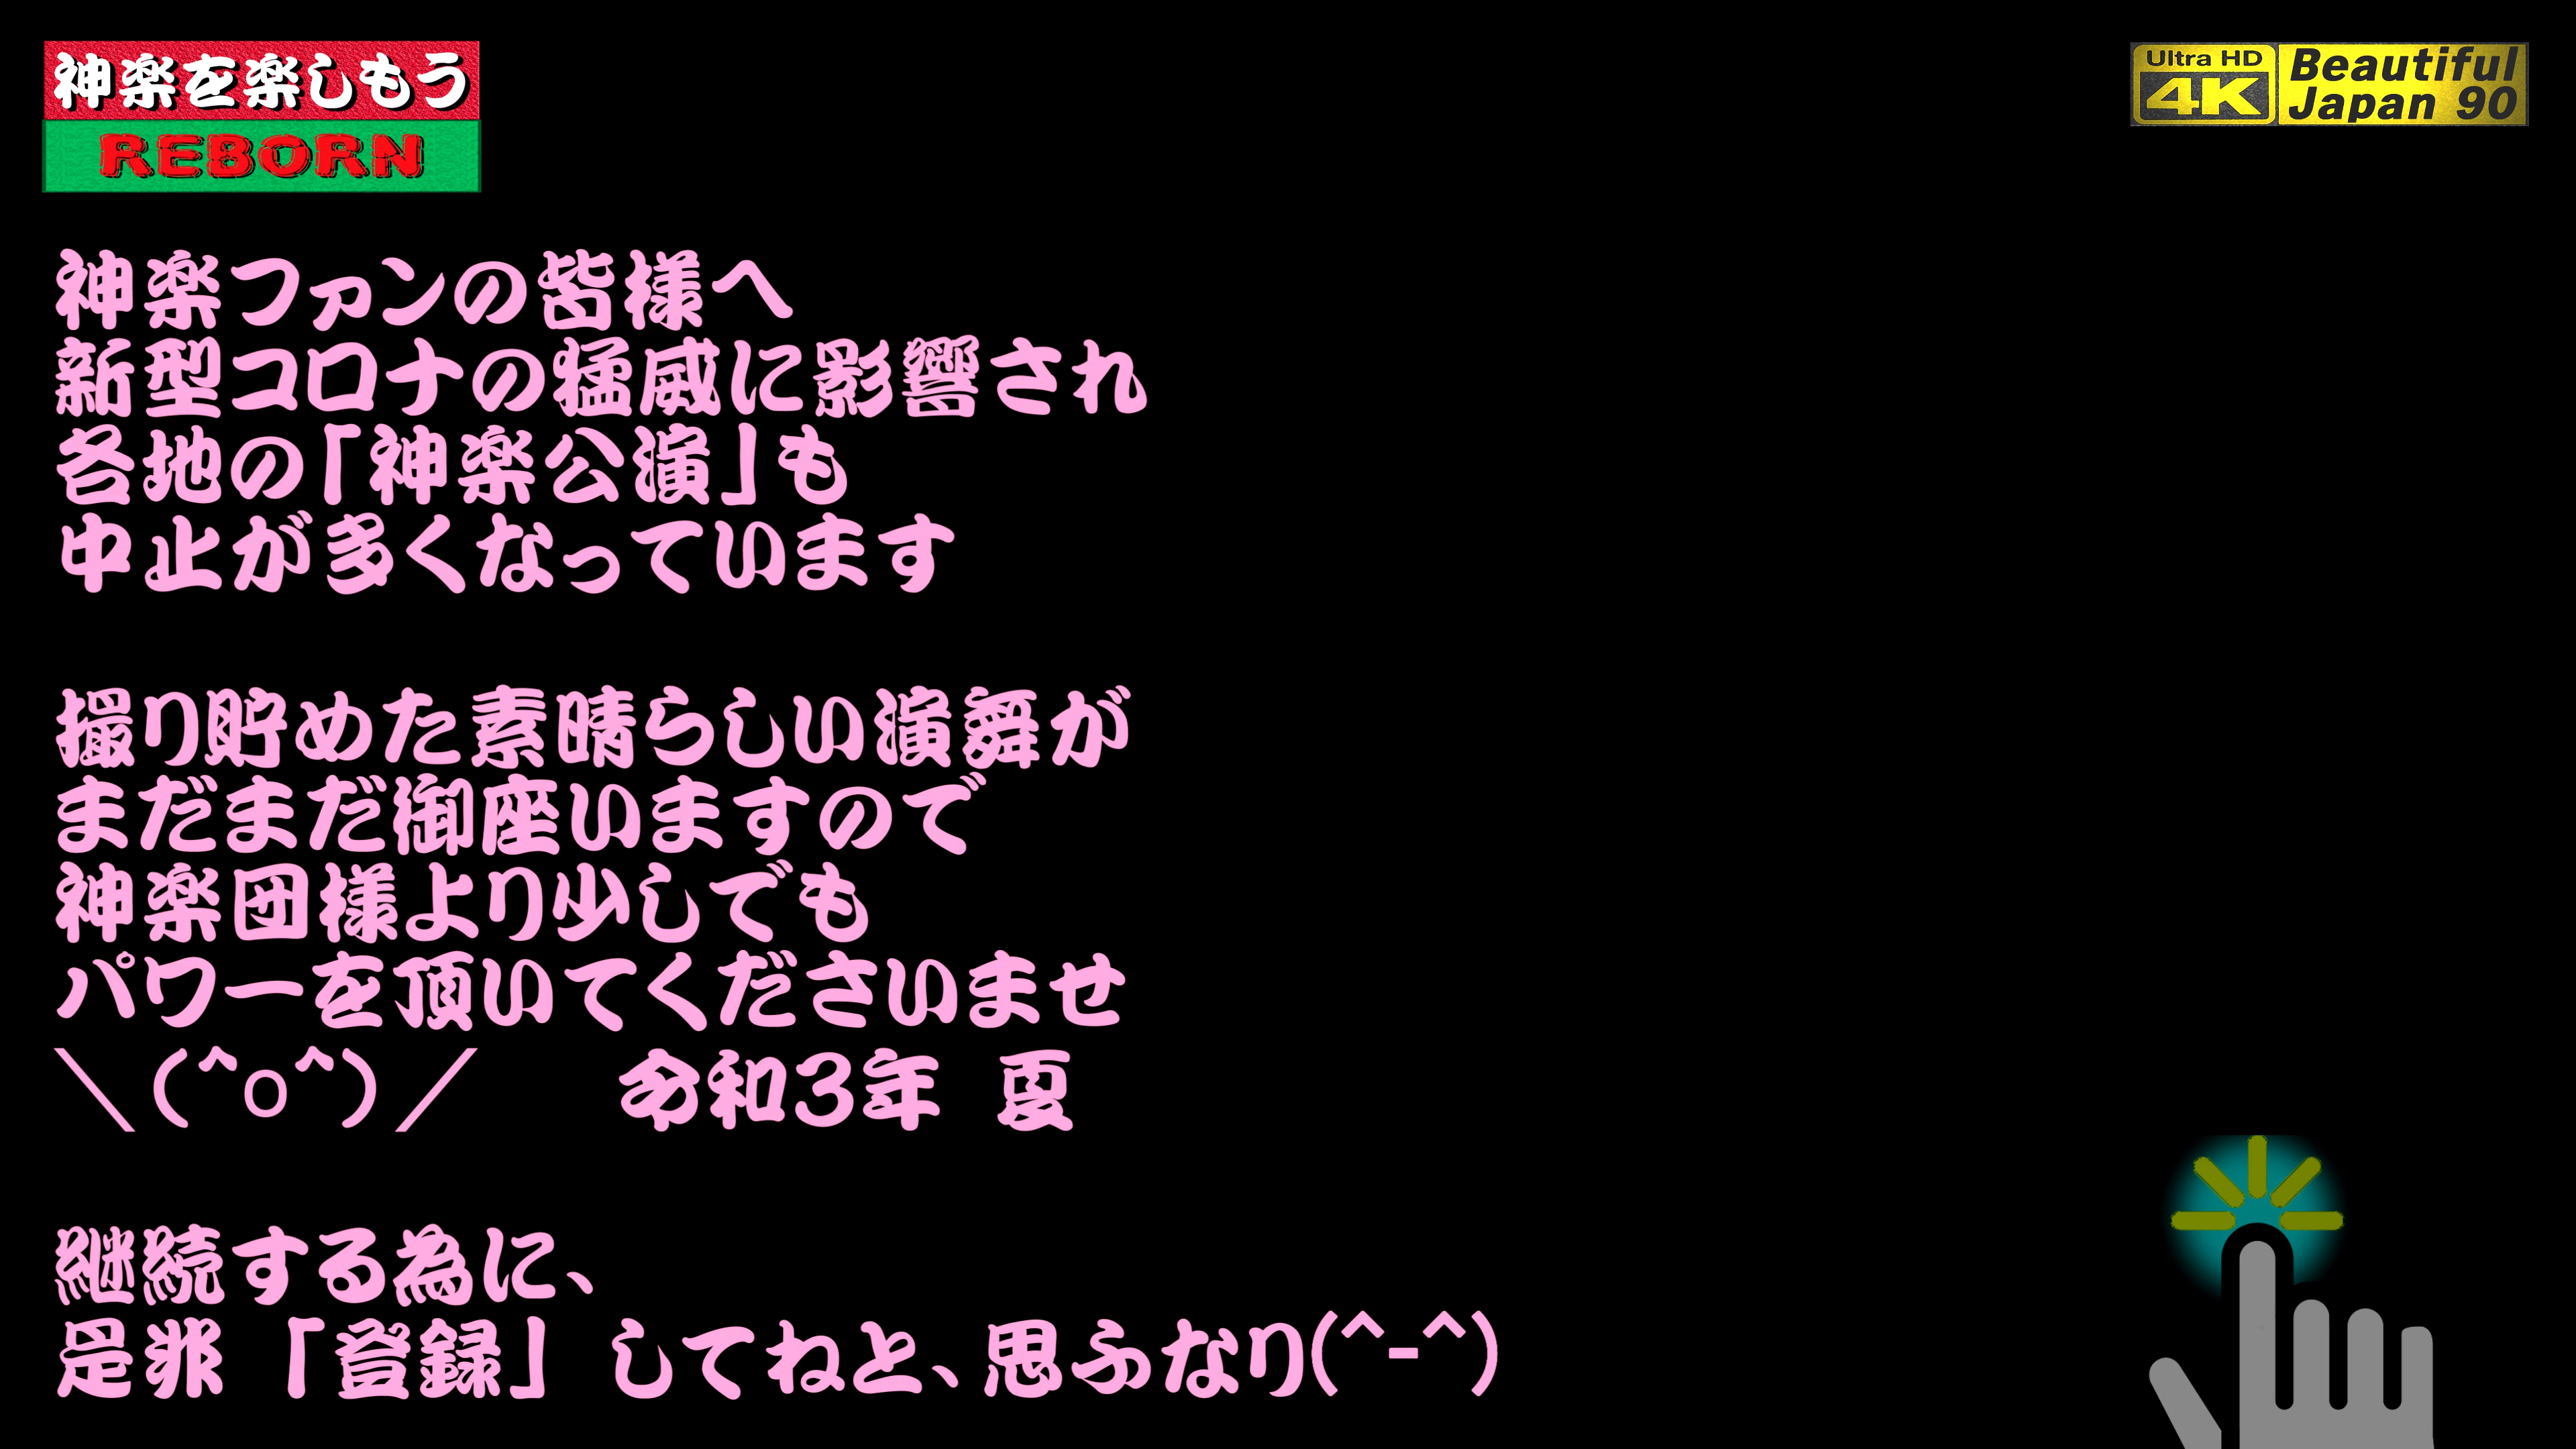 神楽を楽しもう
REBORN
Ultra HD
4K
Beautiful
Japan 90
神楽ファンの皆様へ
新型コロナの猛威に影響され
各地の「神楽公演」も
中止が多くなっています
撮り貯めた素晴らしい演舞が
まだまだ御座いますので
神楽団様より少しでも
パワーを頂いてくださいませ
＼(^o^)／　令和3年 夏
継続する為に、
是非「登録」してねと、思ふなり(^-^)